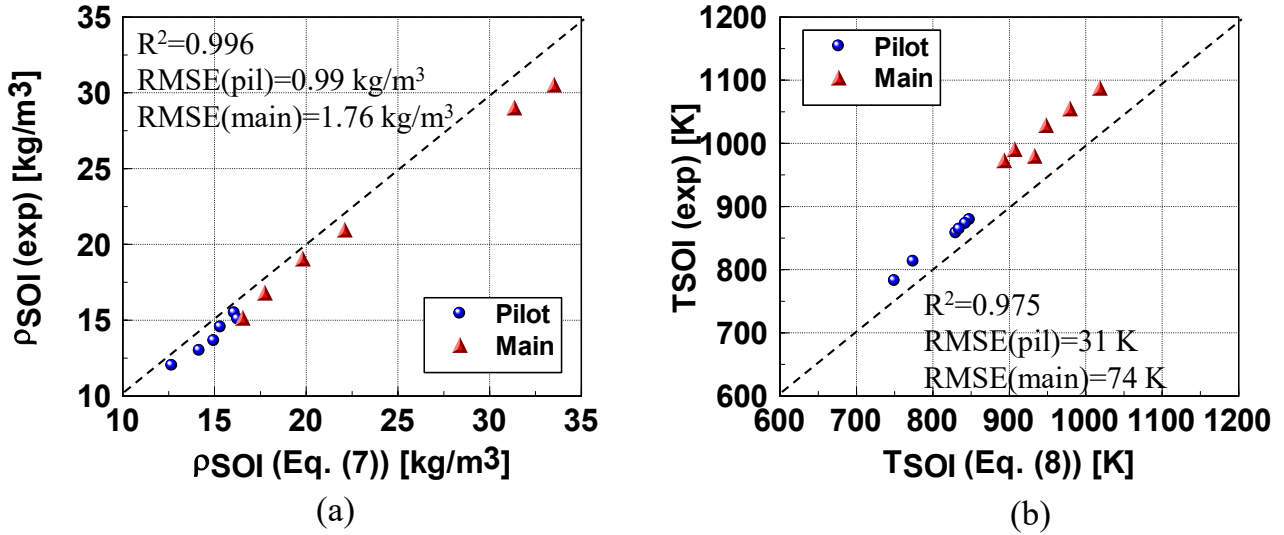 R²=0.996
RMSE(pil)=0.99 kg/m³
RMSE(main)=1.76 kg/m³
35
30
25
20
15
10
ρSOI (exp) [kg/m3]
Pilot
Main
10 15 20 25 30 35
ρSOI (Eq. (7)) [kg/m3]
(a)
1200
1100
1000
900
800
700
600
TSOI (exp) [K]
Pilot
Main
R²=0.975
RMSE(pil)=31 K
RMSE(main)=74 K
600 700 800 900 1000 1100 1200
TSOI (Eq. (8)) [K]
(b)